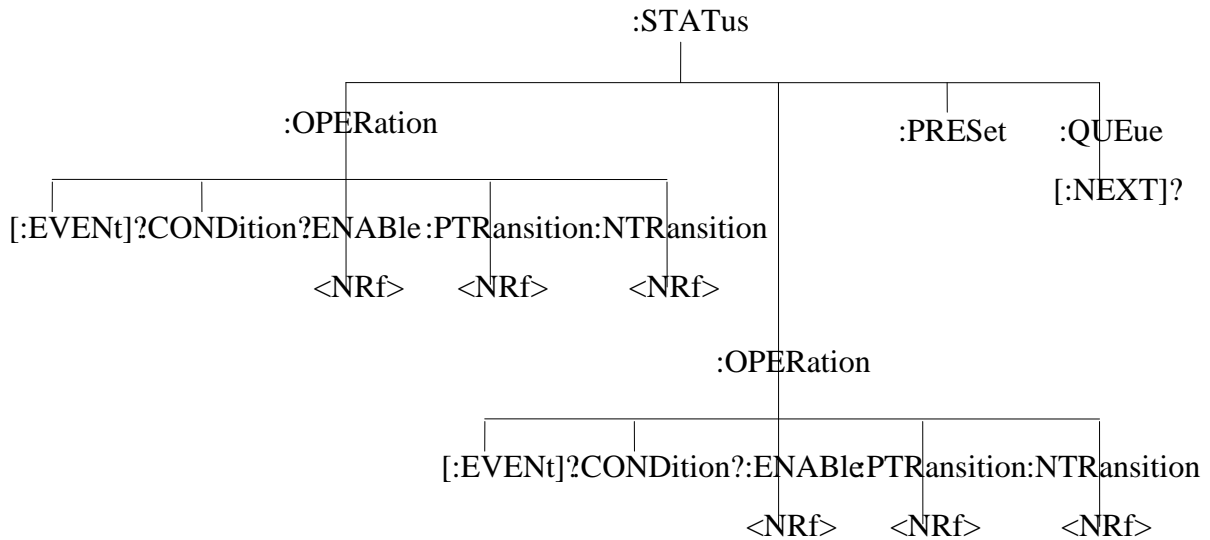 :STATus
:OPERation
:PRESet :QUEue
[:NEXT]?
[:EVENt]?:CONDition?:ENABle :PTRansition:NTRansition
<NRf> <NRf> <NRf>
:OPERation
[:EVENt]?:CONDition?:ENABle:PTRansition:NTRansition
<NRf> <NRf> <NRf>